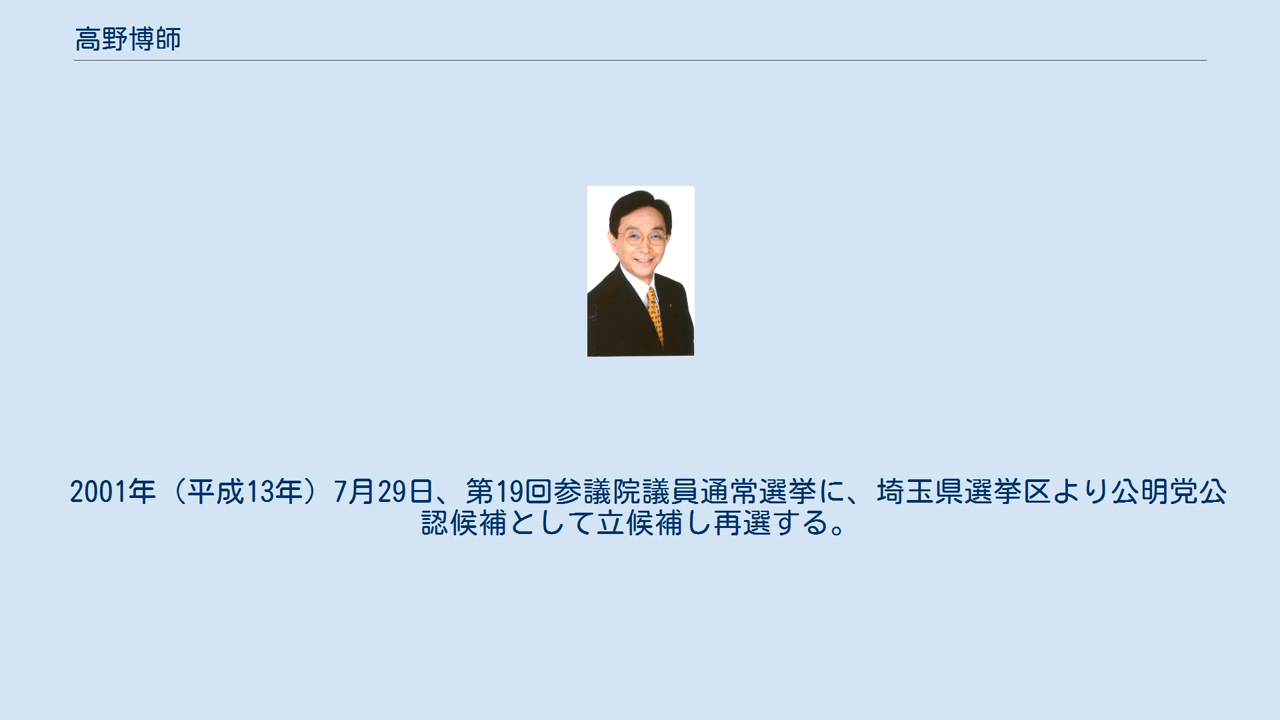 高野博師
2001年（平成13年）7月29日、第19回参議院議員通常選挙に、埼玉県選挙区より公明党公
認候補として立候補し再選する。